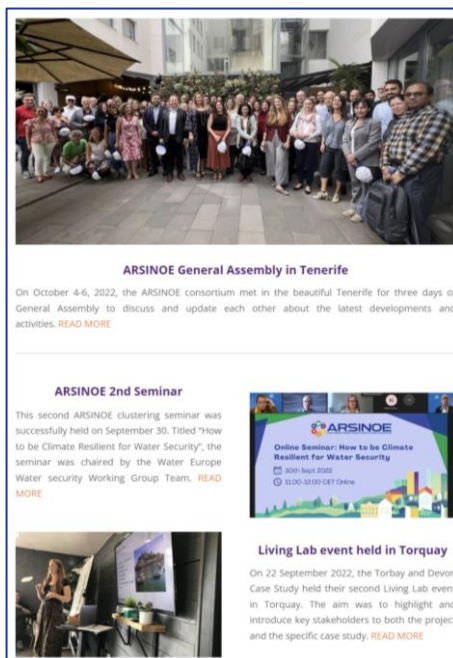 ARSINOE General Assembly in Tenerife
On October 4-6, 2022, the ARSINOE consortium met in the beautiful Tenerife for three days o
General Assembly to discuss and update each other about the latest developments and
activities. READ MORE
ARSINOE 2nd Seminar
This second ARSINOE clustering seminar was
successfully held on September 30. Titled "How
to be Climate Resilient for Water Security", the
seminar was chaired by the Water Europe
Water security Working Group Team. READ
MORE
ARSINOE
Online Seminar: How to be Climate
Resilient for Water Security
30th Sept 2022
11:00-12:00 CET Online
Living Lab event held in Torquay
On 22 September 2022, the Torbay and Devon
Case Study held their second Living Lab event
in Torquay. The aim was to highlight and
introduce key stakeholders to both the project
and the specific case study. READ MORE